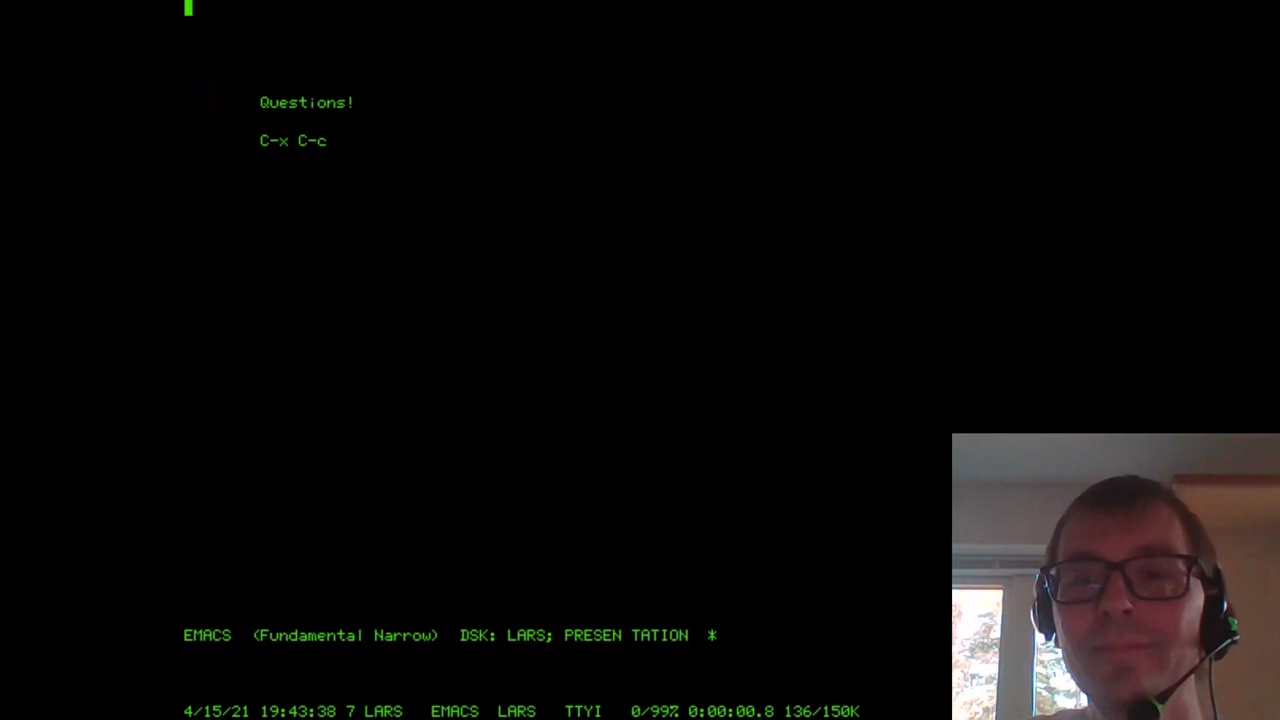 Questions!
C-x C-c
EMACS (Fundamental Narrow) DSK: LARS; PRESEN TATION *
4/15/21 19:43:38 7 LARS EMACS LARS TTYI 0/99% 0:00:00.8 136/150K